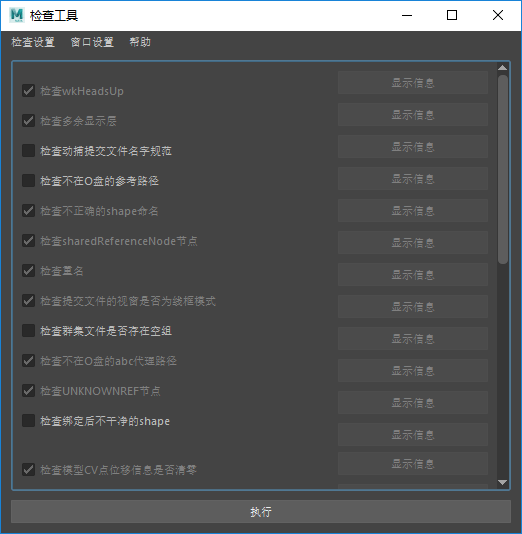 检查工具
检查设置 窗口设置 帮助
检查wkHeadsUp 显示信息
检查多余显示层 显示信息
检查动捕提交文件名字规范 显示信息
检查不在O盘的参考路径 显示信息
检查不正确的shape命名 显示信息
检查sharedReferenceNode节点 显示信息
检查重名 显示信息
检查提交文件的视窗是否为线框模式 显示信息
检查群集文件是否存在空组 显示信息
检查不在O盘的abc代理路径 显示信息
检查UNKNOWNREF节点 显示信息
检查绑定后不干净的shape 显示信息
检查模型CV点位移信息是否清零 显示信息
执行